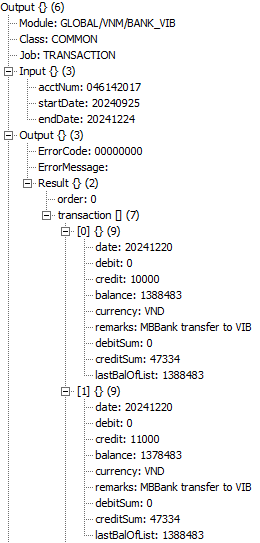 Output {} (6)
Module: GLOBAL/VNM/BANK_VIB
Class: COMMON
Job: TRANSACTION
Input {} (3)
acctNum: 046142017
startDate: 20240925
endDate: 20241224
Output {} (3)
ErrorCode: 00000000
ErrorMessage:
Result {} (2)
order: 0
transaction [] (7)
[0] {} (9)
date: 20241220
debit: 0
credit: 10000
balance: 1388483
currency: VND
remarks: MBBank transfer to VIB
debitSum: 0
creditSum: 47334
lastBalOfList: 1388483
[1] {} (9)
date: 20241220
debit: 0
credit: 11000
balance: 1378483
currency: VND
remarks: MBBank transfer to VIB
debitSum: 0
creditSum: 47334
lastBalOfList: 1388483